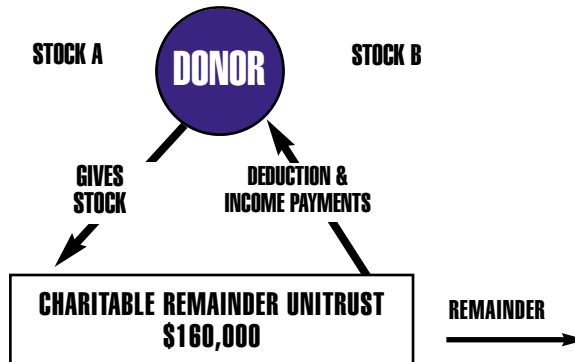 STOCK A
DONOR
STOCK B
GIVES
STOCK
DEDUCTION &
INCOME PAYMENTS
CHARITABLE REMAINDER UNITRUST
$160,000
REMAINDER